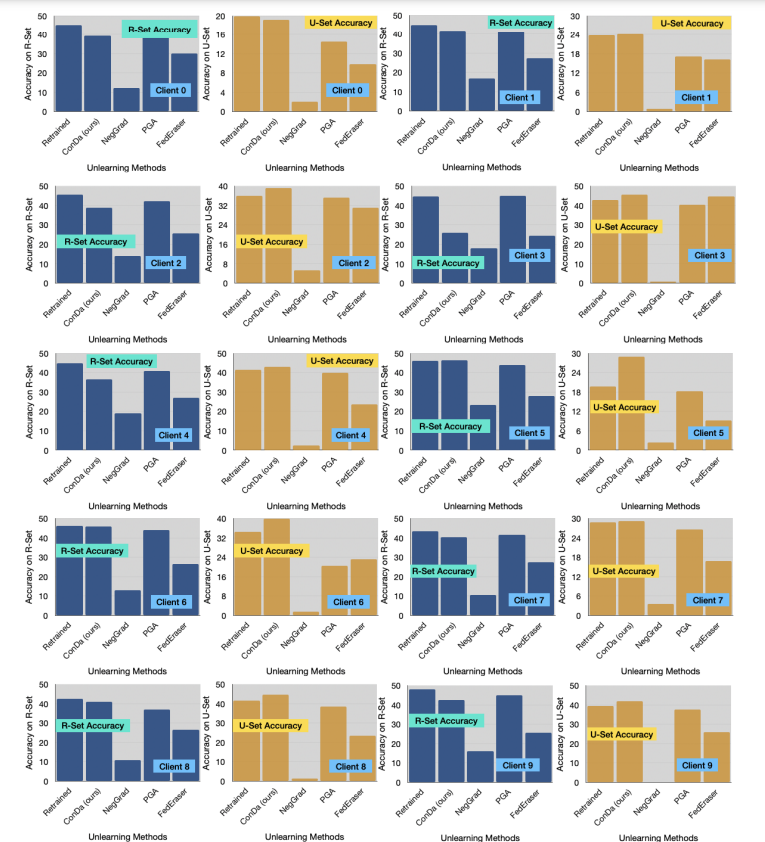 Accuracy on R-Set
50
40
30
20
10
0
R-Set Accuracy
Client 0
Retrained
ConDa (ours)
NegGrad
PGA
FedEraser
Unlearning Methods
Accuracy on U-Set
20
16
12
8
4
0
U-Set Accuracy
Client 0
Retrained
ConDa (ours)
NegGrad
PGA
FedEraser
Unlearning Methods
Accuracy on R-Set
50
40
30
20
10
0
R-Set Accuracy
Client 1
Retrained
ConDa (ours)
NegGrad
PGA
FedEraser
Unlearning Methods
Accuracy on U-Set
30
24
18
12
6
0
U-Set Accuracy
Client 1
Retrained
ConDa (ours)
NegGrad
PGA
FedEraser
Unlearning Methods
Accuracy on R-Set
50
40
30
20
10
0
R-Set Accuracy
Client 2
Retrained
ConDa (ours)
NegGrad
PGA
FedEraser
Unlearning Methods
Accuracy on U-Set
40
32
24
16
8
0
U-Set Accuracy
Client 2
Retrained
ConDa (ours)
NegGrad
PGA
FedEraser
Unlearning Methods
Accuracy on R-Set
50
40
30
20
10
0
R-Set Accuracy
Client 3
Retrained
ConDa (ours)
NegGrad
PGA
FedEraser
Unlearning Methods
Accuracy on U-Set
50
40
30
20
10
0
U-Set Accuracy
Client 3
Retrained
ConDa (ours)
NegGrad
PGA
FedEraser
Unlearning Methods
Accuracy on R-Set
50
40
30
20
10
0
R-Set Accuracy
Client 4
Retrained
ConDa (ours)
NegGrad
PGA
FedEraser
Unlearning Methods
Accuracy on U-Set
50
40
30
20
10
0
U-Set Accuracy
Client 4
Retrained
ConDa (ours)
NegGrad
PGA
FedEraser
Unlearning Methods
Accuracy on R-Set
50
40
30
20
10
0
R-Set Accuracy
Client 5
Retrained
ConDa (ours)
NegGrad
PGA
FedEraser
Unlearning Methods
Accuracy on U-Set
30
24
18
12
6
0
U-Set Accuracy
Client 5
Retrained
ConDa (ours)
NegGrad
PGA
FedEraser
Unlearning Methods
Accuracy on R-Set
50
40
30
20
10
0
R-Set Accuracy
Client 6
Retrained
ConDa (ours)
NegGrad
PGA
FedEraser
Unlearning Methods
Accuracy on U-Set
40
32
24
16
8
0
U-Set Accuracy
Client 6
Retrained
ConDa (ours)
NegGrad
PGA
FedEraser
Unlearning Methods
Accuracy on R-Set
50
40
30
20
10
0
R-Set Accuracy
Client 7
Retrained
ConDa (ours)
NegGrad
PGA
FedEraser
Unlearning Methods
Accuracy on U-Set
30
24
18
12
6
0
U-Set Accuracy
Client 7
Retrained
ConDa (ours)
NegGrad
PGA
FedEraser
Unlearning Methods
Accuracy on R-Set
50
40
30
20
10
0
R-Set Accuracy
Client 8
Retrained
ConDa (ours)
NegGrad
PGA
FedEraser
Unlearning Methods
Accuracy on U-Set
50
40
30
20
10
0
U-Set Accuracy
Client 8
Retrained
ConDa (ours)
NegGrad
PGA
FedEraser
Unlearning Methods
Accuracy on R-Set
50
40
30
20
10
0
R-Set Accuracy
Client 9
Retrained
ConDa (ours)
NegGrad
PGA
FedEraser
Unlearning Methods
Accuracy on U-Set
50
40
30
20
10
0
U-Set Accuracy
Client 9
Retrained
ConDa (ours)
NegGrad
PGA
FedEraser
Unlearning Methods